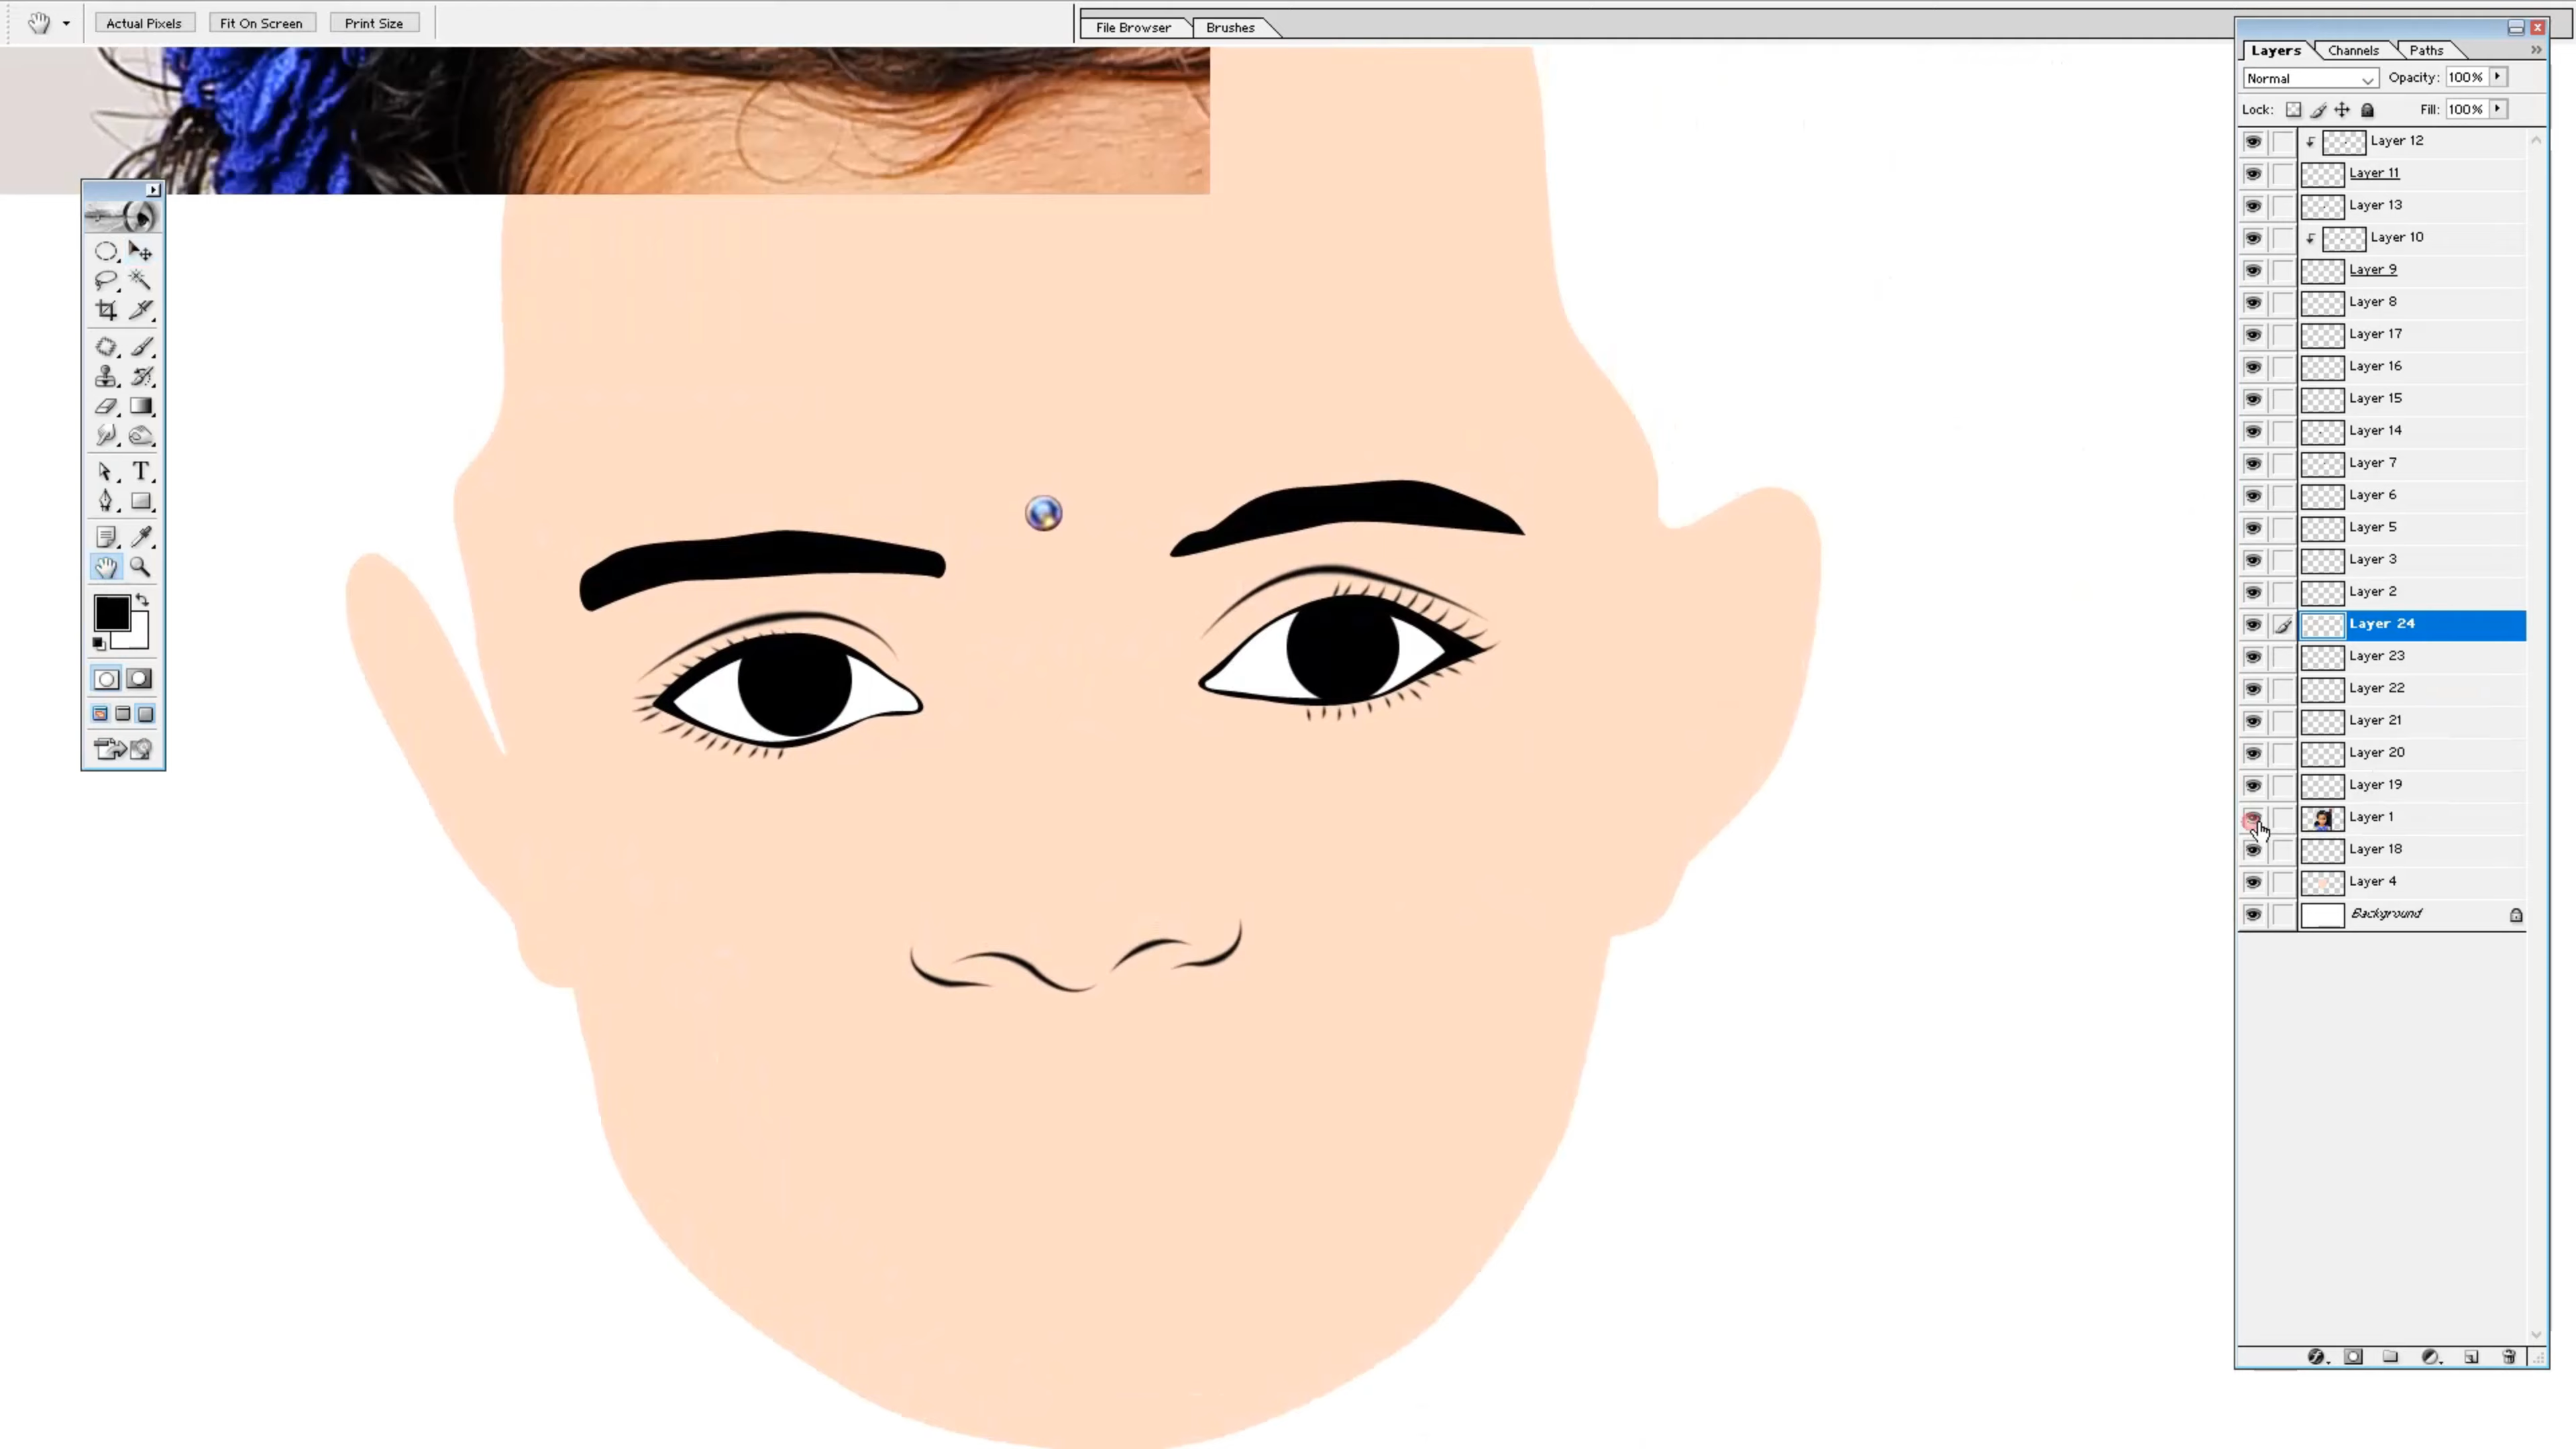 Actual Pixels Fit On Screen Print Size File Browser Brushes
Layers Channels Paths
Normal Opacity: 100%
Lock: Fill: 100%
Layer 12
Layer 11
Layer 13
Layer 10
Layer 9
Layer 8
Layer 17
Layer 16
Layer 15
Layer 14
Layer 7
Layer 6
Layer 5
Layer 3
Layer 2
Layer 24
Layer 23
Layer 22
Layer 21
Layer 20
Layer 19
Layer 1
Layer 18
Layer 4
Background
T